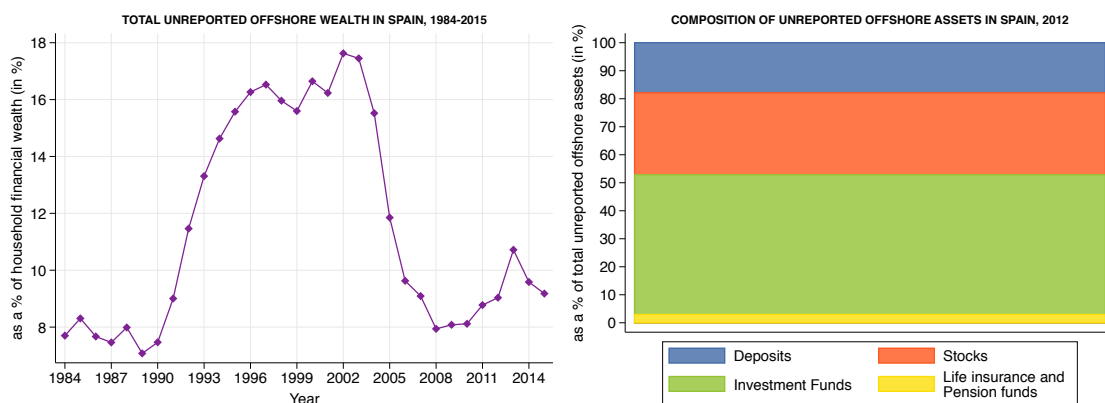 TOTAL UNREPORTED OFFSHORE WEALTH IN SPAIN, 1984-2015
as a % of household financial wealth (in %)
18
16
14
12
10
8
1984 1987 1990 1993 1996 1999 2002 2005 2008 2011 2014
Year
COMPOSITION OF UNREPORTED OFFSHORE ASSETS IN SPAIN, 2012
as a % of total unreported offshore assets (in %)
100
90
80
70
60
50
40
30
20
10
0
Deposits
Stocks
Investment Funds
Life insurance and
Pension funds